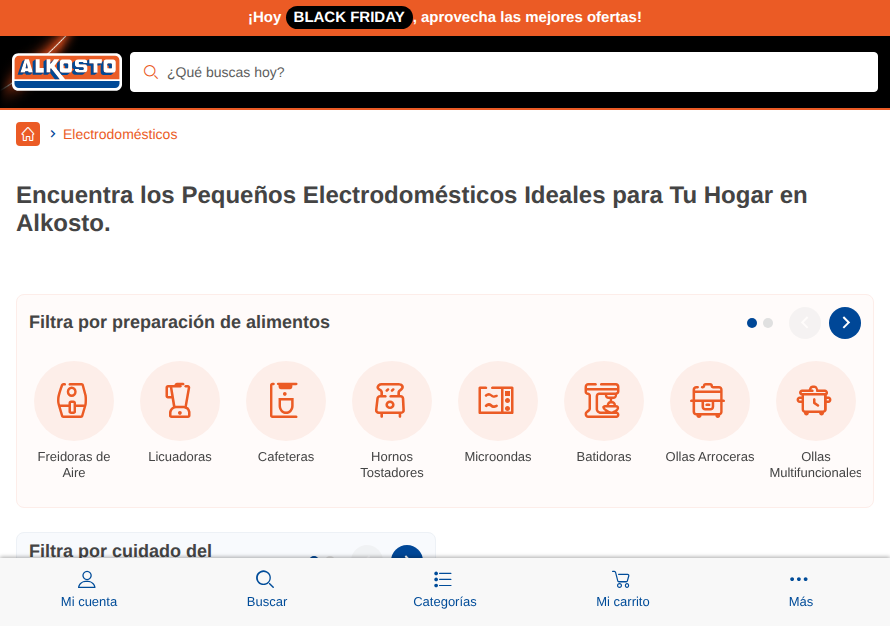 ¡Hoy BLACK FRIDAY , aprovecha las mejores ofertas!
ALKOSTO
¿Qué buscas hoy?
Electrodomésticos
Encuentra los Pequeños Electrodomésticos Ideales para Tu Hogar en
Alkosto.
Filtra por preparación de alimentos
Freidoras de
Aire
Licuadoras
Cafeteras
Hornos
Tostadores
Microondas
Batidoras
Ollas Arroceras
Ollas
Multifuncionales
Filtra por cuidado del
Mi cuenta
Buscar
Categorías
Mi carrito
Más